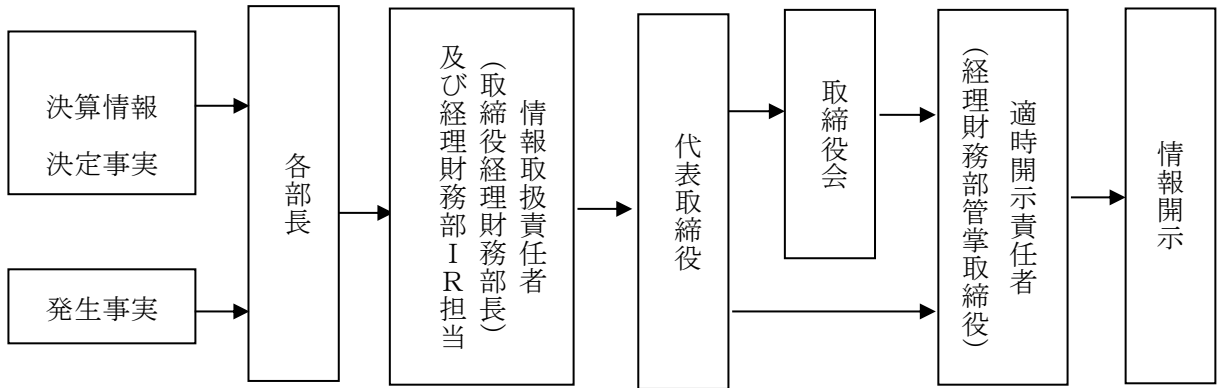 決算情報
決定事実
発生事実
各部長
情報取扱責任者
(取締役経理財務部長)
及び経理財務部IR担当
代表取締役
取締役会
適時開示責任者
(経理財務部管掌取締役)
情報開示